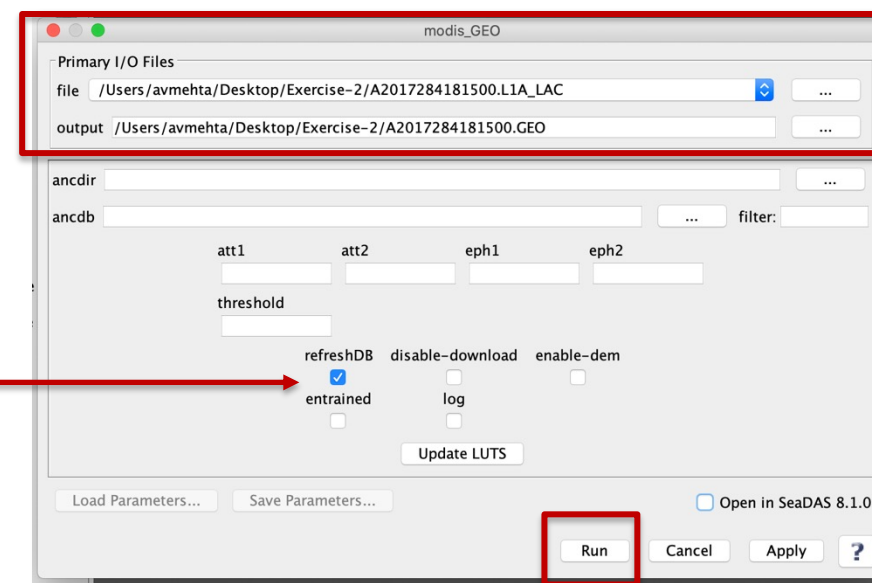 modis_GEO
Primary I/O Files
file /Users/avmehta/Desktop/Exercise-2/A2017284181500.L1A_LAC ...
output /Users/avmehta/Desktop/Exercise-2/A2017284181500.GEO ...
ancdir ...
ancdb ... filter:
att1 att2 eph1 eph2
threshold
refreshDB disable-download enable-dem
entrained log
Update LUTS
Load Parameters... Save Parameters... Open in SeaDAS 8.1.0
Run Cancel Apply ?